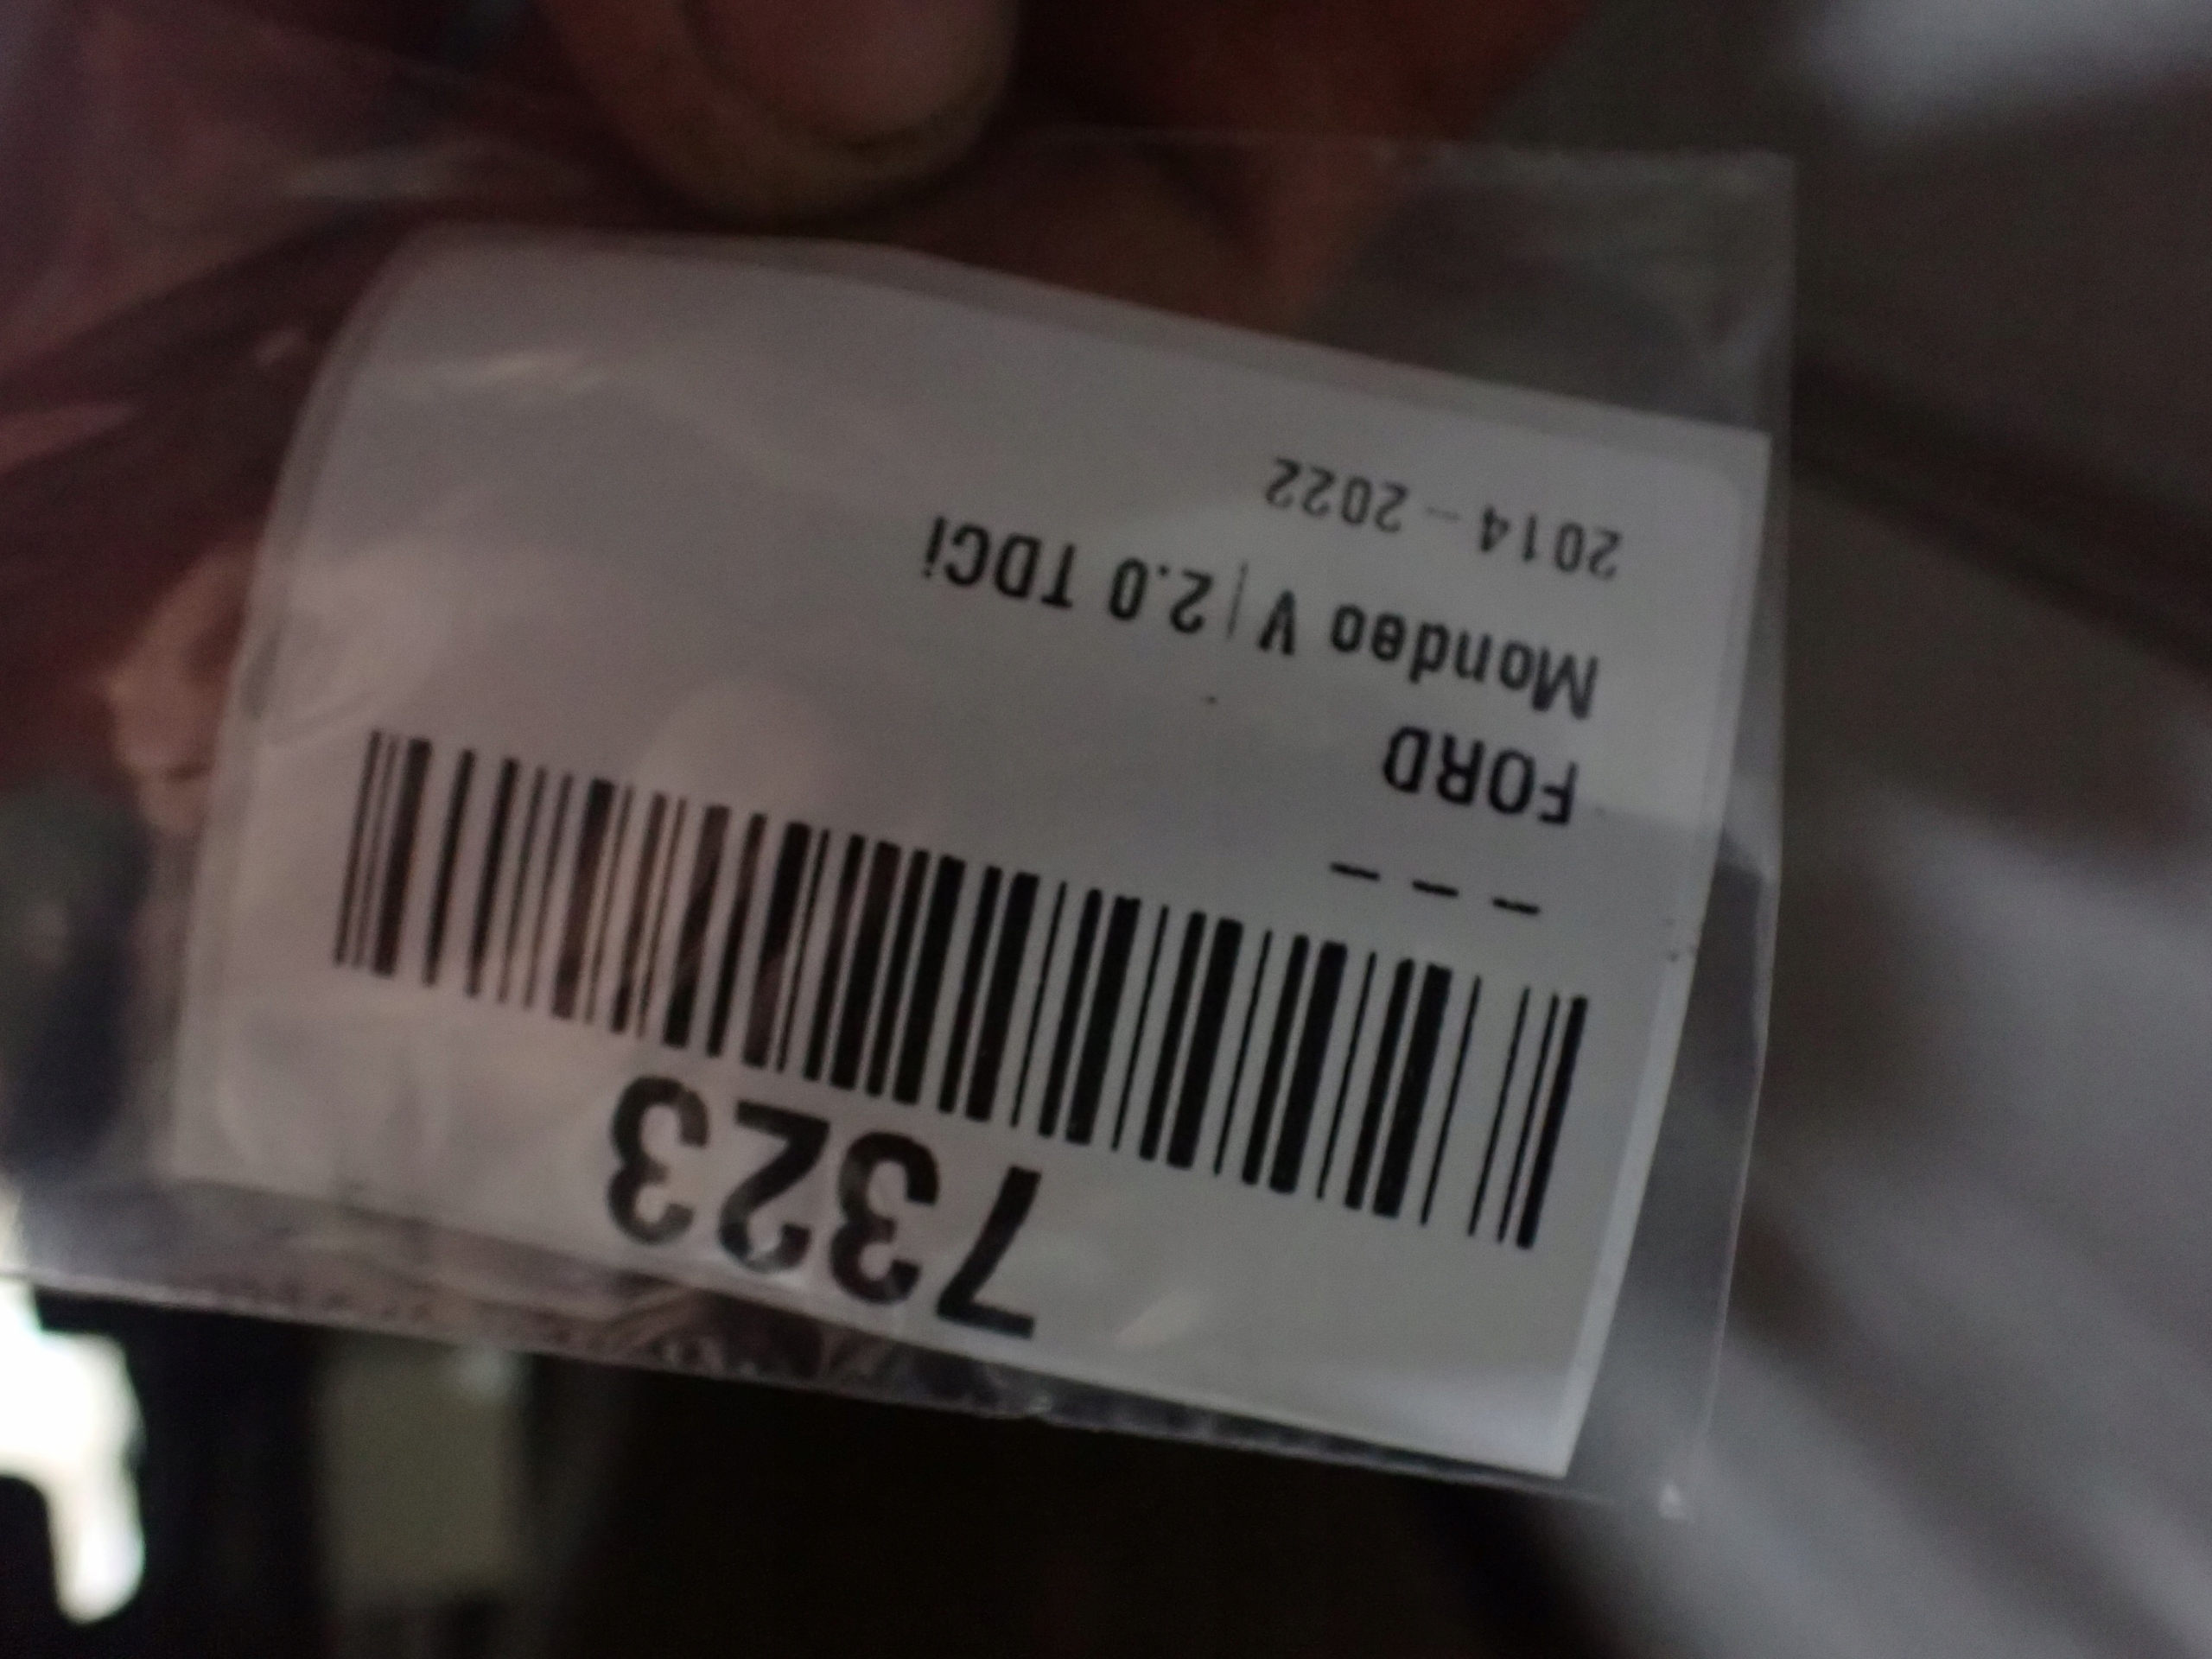 7323
– – –
FORD
Mondeo V | 2.0 TDCi
2014 – 2022